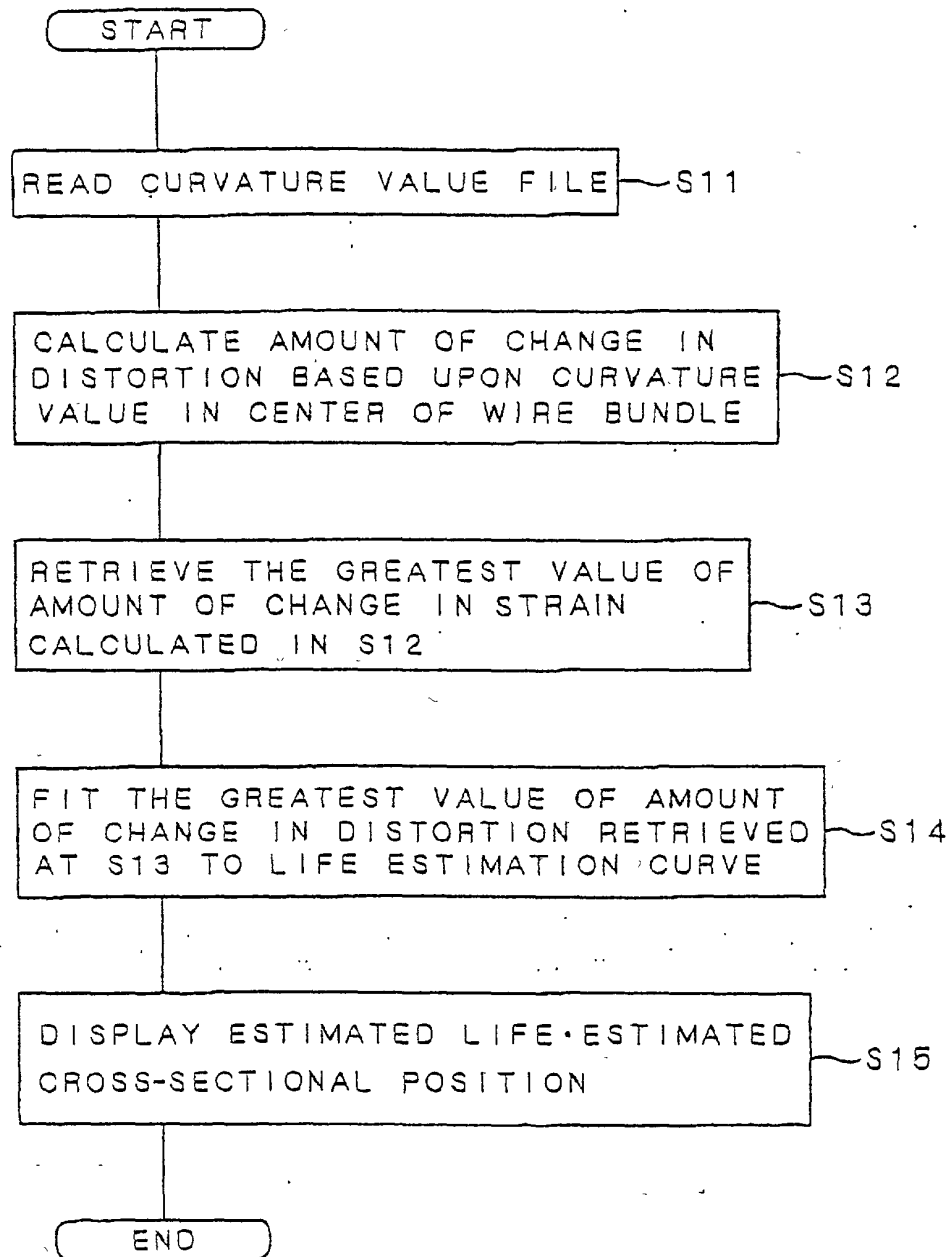 START
READ CURVATURE VALUE FILE
S11
CALCULATE AMOUNT OF CHANGE IN
DISTORTION BASED UPON CURVATURE
VALUE IN CENTER OF WIRE BUNDLE
S12
RETRIEVE THE GREATEST VALUE OF
AMOUNT OF CHANGE IN STRAIN
CALCULATED IN S12
S13
FIT THE GREATEST VALUE OF AMOUNT
OF CHANGE IN DISTORTION RETRIEVED
AT S13 TO LIFE ESTIMATION CURVE
S14
DISPLAY ESTIMATED LIFE·ESTIMATED
CROSS-SECTIONAL POSITION
S15
END